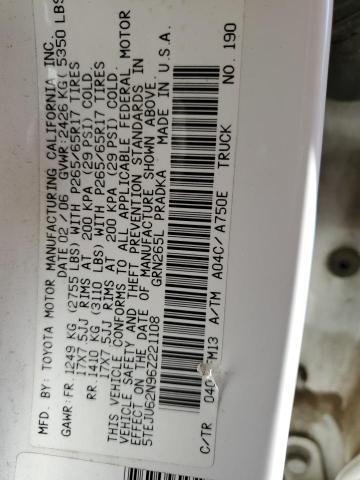 MFD. BY: TOYOTA MOTOR MANUFACTURING CALIFORNIA, INC.
DATE: 02/06 GVWR: 2426 KG( 5350 LBS
GAWR: FR. 1249 KG (2755 LBS) WITH P265/65R17 TIRES
17X7.5JJ RIMS AT 200 KPA (29 PSI) COLD.
RR. 1410 KG (3110 LBS) WITH P265/65R17 TIRES
17X7.5JJ RIMS AT 200 KPA (29 PSI) COLD.
THIS VEHICLE CONFORMS TO ALL APPLICABLE FEDERAL MOTOR
VEHICLE SAFETY AND THEFT PREVENTION STANDARDS IN
EFFECT ON THE DATE OF MANUFACTURE SHOWN ABOVE
5TEJU62N96Z221108 GRN265L PRADKA MADE IN U.S.A.
C/TR 040 FM13 A/TM A04C/A750E TRUCK NO. 190